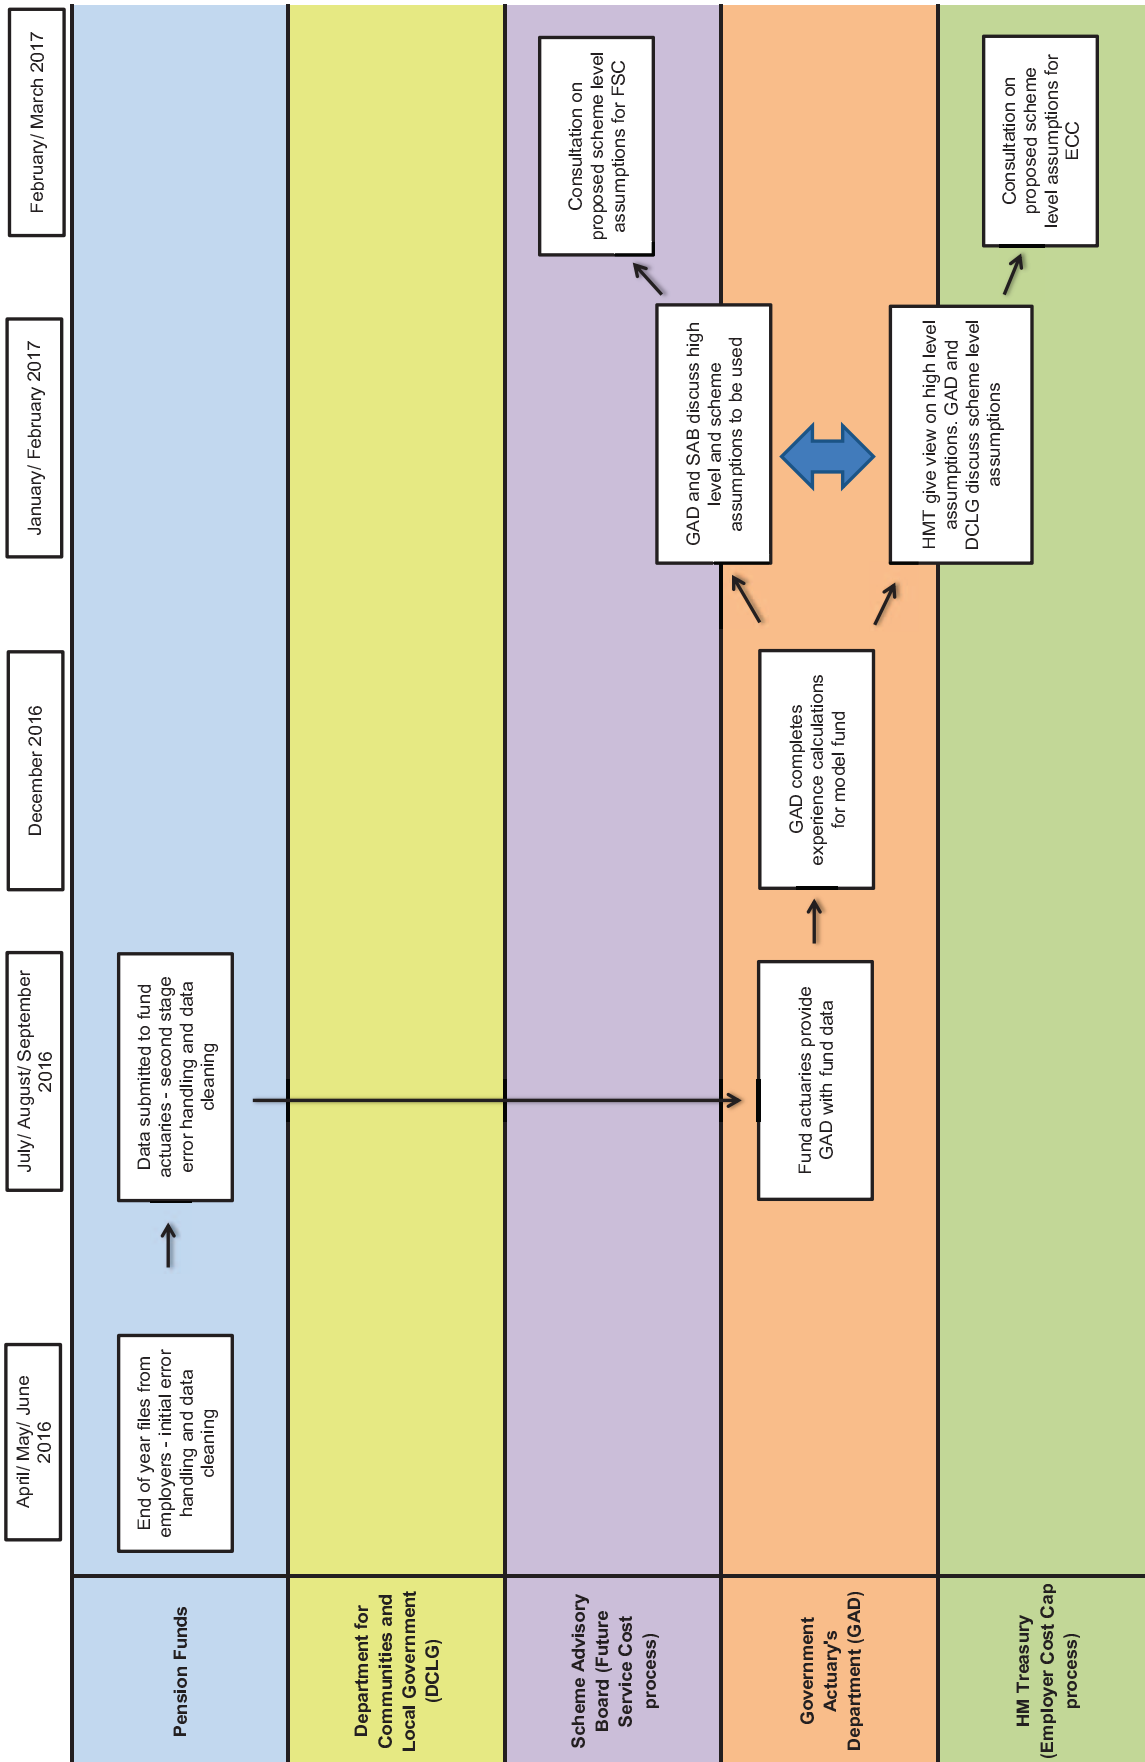 April/ May/ June
2016
July/ August/ September
2016
December 2016
January/ February 2017
February/ March 2017
Pension Funds
End of year files from
employers - initial error
handling and data
cleaning
Data submitted to fund
actuaries - second stage
error handling and data
cleaning
Department for
Communities and
Local Government
(DCLG)
Scheme Advisory
Board (Future
Service Cost
process)
GAD and SAB discuss high
level and scheme
assumptions to be used
Consultation on
proposed scheme level
assumptions for FSC
Government
Actuary's
Department (GAD)
Fund actuaries provide
GAD with fund data
GAD completes
experience calculations
for model fund
HM Treasury
(Employer Cost Cap
process)
HMT give view on high level
assumptions. GAD and
DCLG discuss scheme level
assumptions
Consultation on
proposed scheme
level assumptions for
ECC